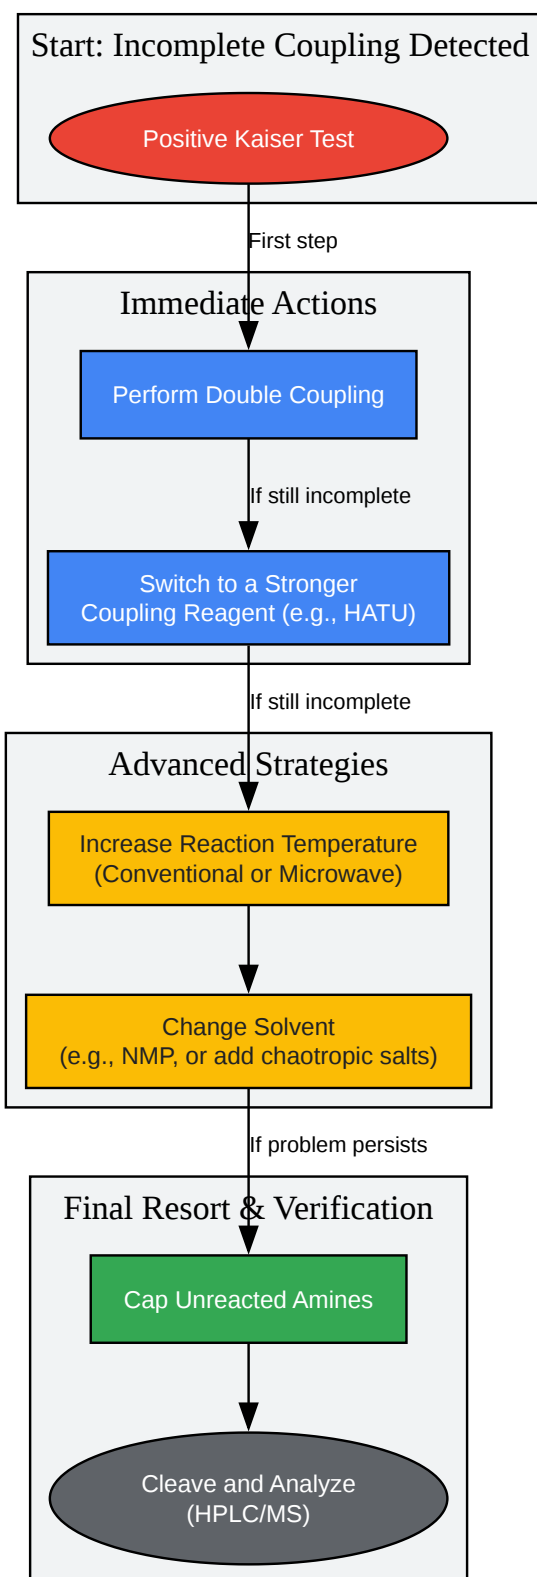 Start: Incomplete Coupling Detected
Positive Kaiser Test
First step
Immediate Actions
Perform Double Coupling
If still incomplete
Switch to a Stronger
Coupling Reagent (e.g., HATU)
If still incomplete
Advanced Strategies
Increase Reaction Temperature
(Conventional or Microwave)
Change Solvent
(e.g., NMP, or add chaotropic salts)
If problem persists
Final Resort & Verification
Cap Unreacted Amines
Cleave and Analyze
(HPLC/MS)